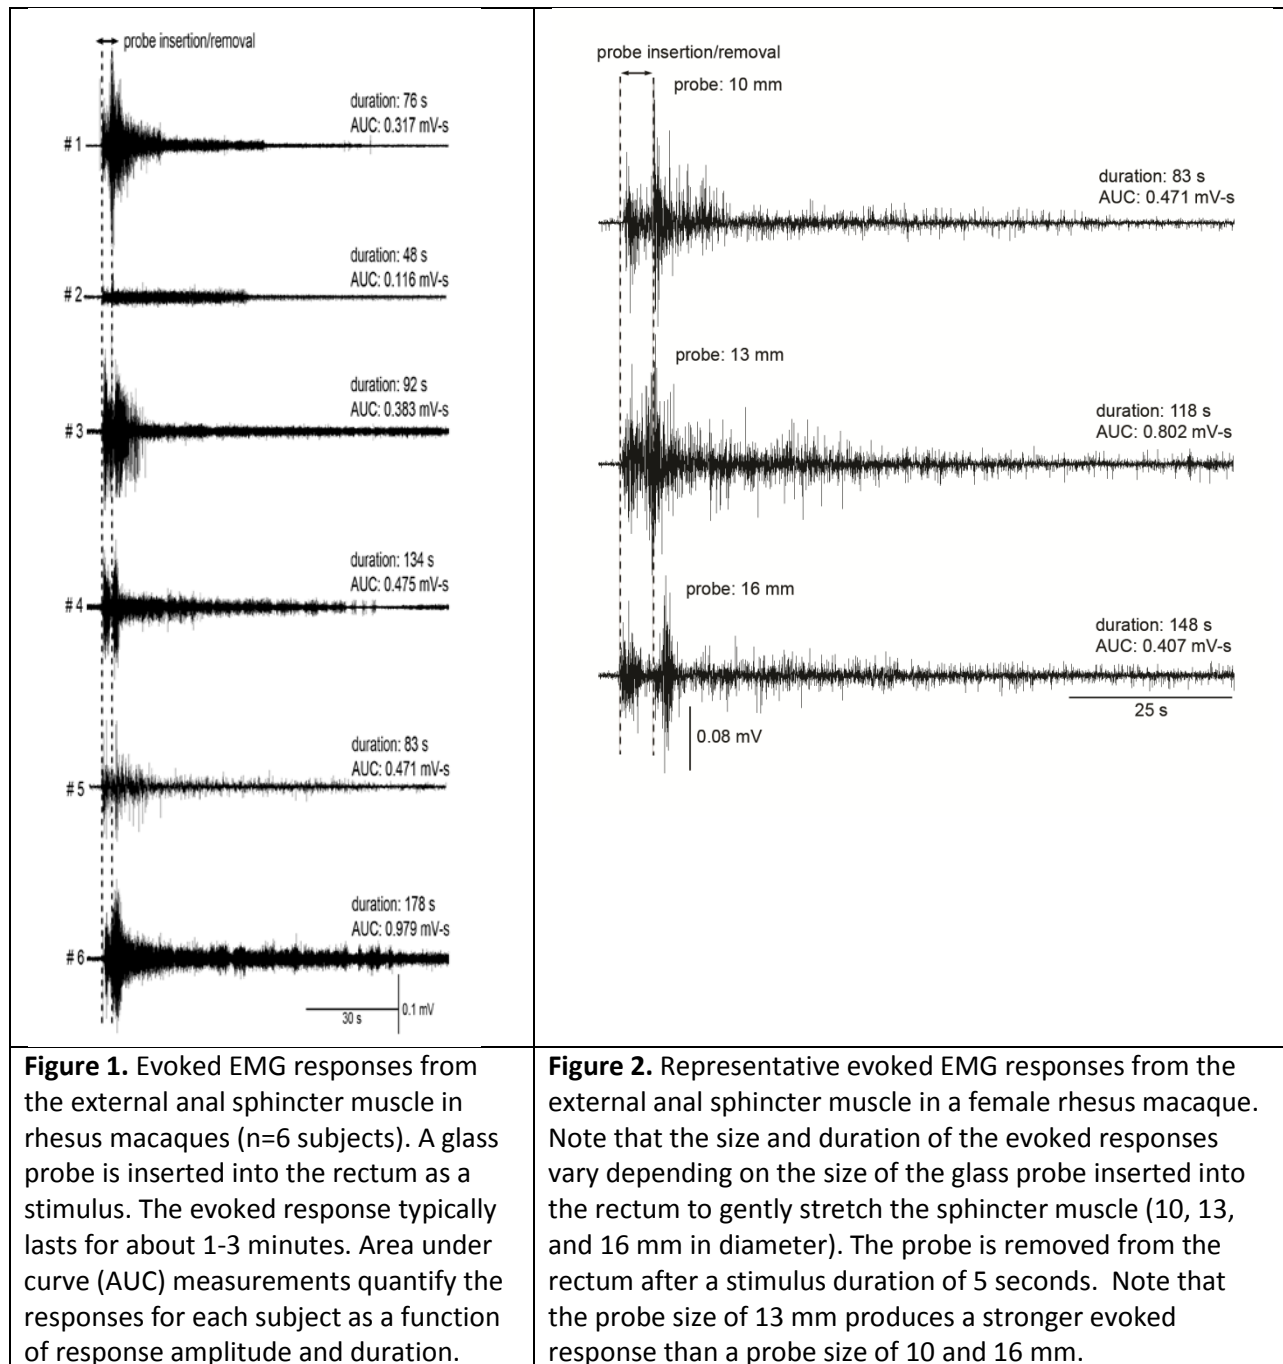 probe insertion/removal
duration: 76 s
AUC: 0.317 mV-s
#1
duration: 48 s
AUC: 0.116 mV-s
#2
duration: 92 s
AUC: 0.383 mV-s
#3
duration: 134 s
AUC: 0.475 mV-s
#4
duration: 83 s
AUC: 0.471 mV-s
#5
duration: 178 s
AUC: 0.979 mV-s
#6
30 s
0.1 mV
probe insertion/removal
probe: 10 mm
duration: 83 s
AUC: 0.471 mV-s
probe: 13 mm
duration: 118 s
AUC: 0.802 mV-s
probe: 16 mm
duration: 148 s
AUC: 0.407 mV-s
25 s
0.08 mV
Figure 1. Evoked EMG responses from
the external anal sphincter muscle in
rhesus macaques (n=6 subjects). A glass
probe is inserted into the rectum as a
stimulus. The evoked response typically
lasts for about 1-3 minutes. Area under
curve (AUC) measurements quantify the
responses for each subject as a function
of response amplitude and duration.
Figure 2. Representative evoked EMG responses from the
external anal sphincter muscle in a female rhesus macaque.
Note that the size and duration of the evoked responses
vary depending on the size of the glass probe inserted into
the rectum to gently stretch the sphincter muscle (10, 13,
and 16 mm in diameter). The probe is removed from the
rectum after a stimulus duration of 5 seconds.  Note that
the probe size of 13 mm produces a stronger evoked
response than a probe size of 10 and 16 mm.